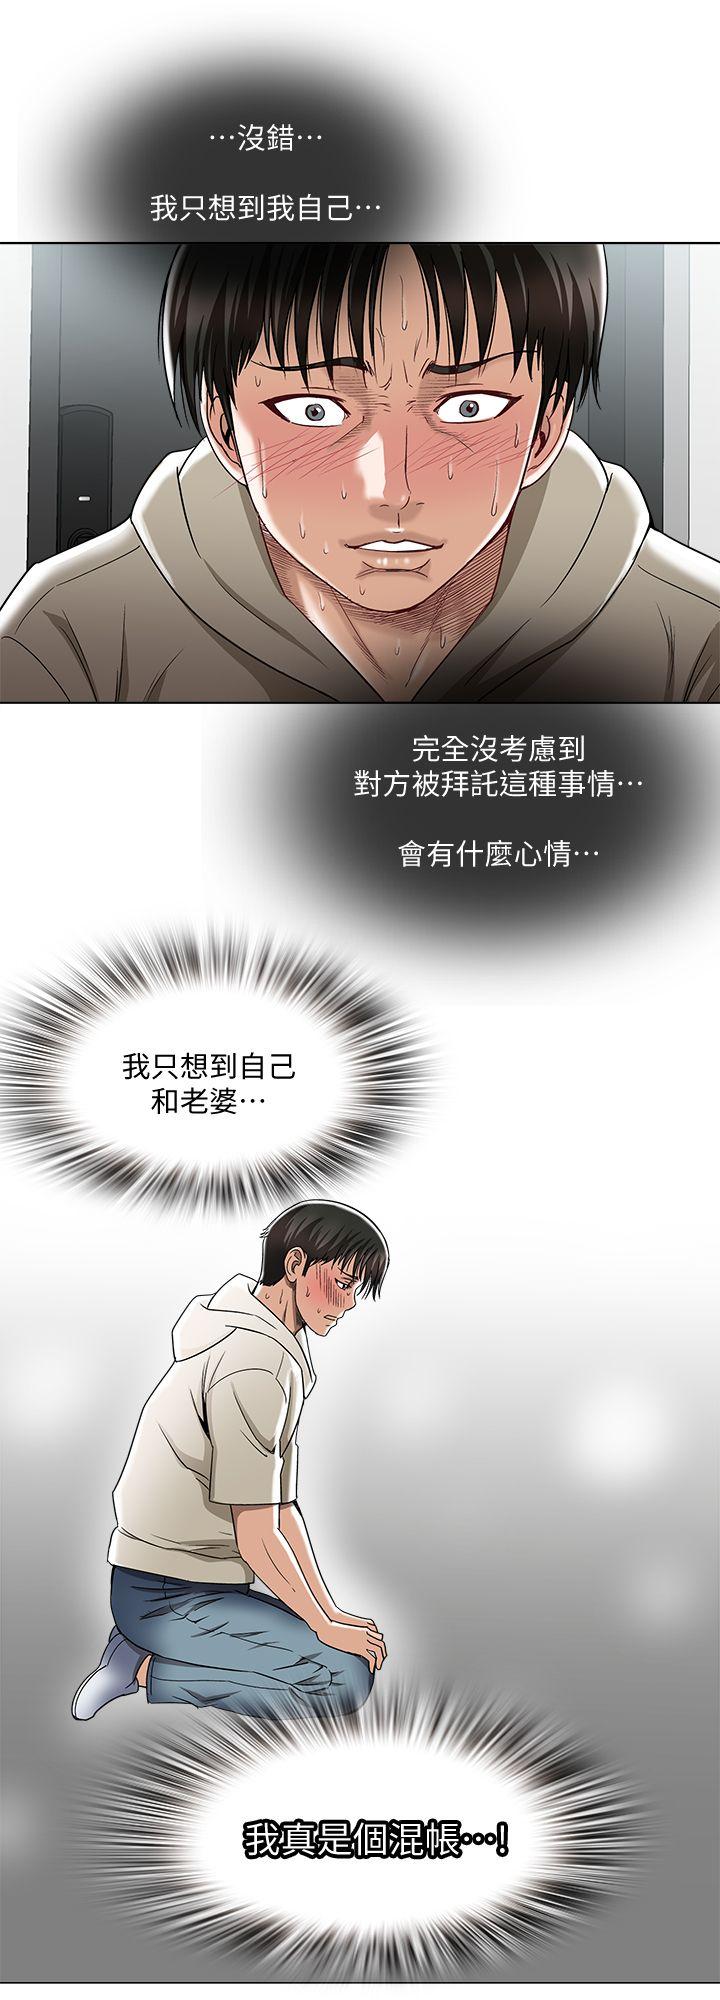 …沒錯…
我只想到我自己…
完全沒考慮到
對方被拜託這種事情…
會有什麼心情…
我只想到自己
和老婆…
我真是個混帳…!